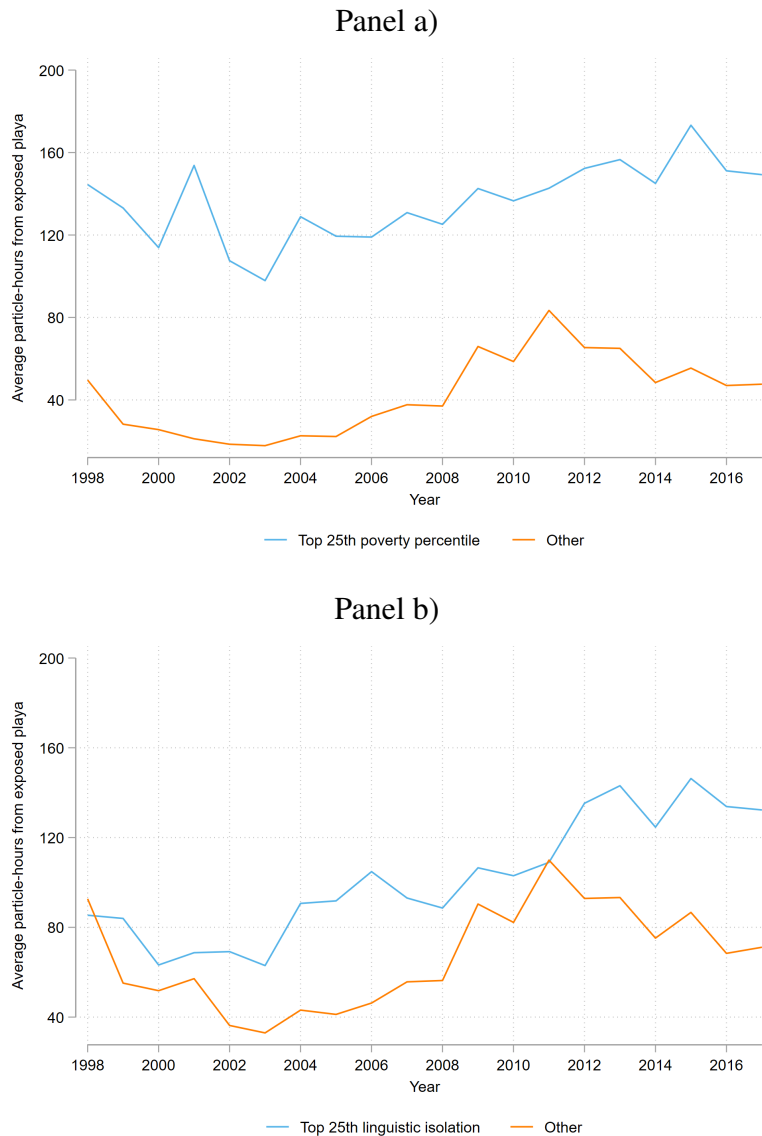 Panel a)
Average particle-hours from exposed playa
200
160
120
80
40
1998 2000 2002 2004 2006 2008 2010 2012 2014 2016
Year
Top 25th poverty percentile Other
Panel b)
Average particle-hours from exposed playa
200
160
120
80
40
1998 2000 2002 2004 2006 2008 2010 2012 2014 2016
Year
Top 25th linguistic isolation Other